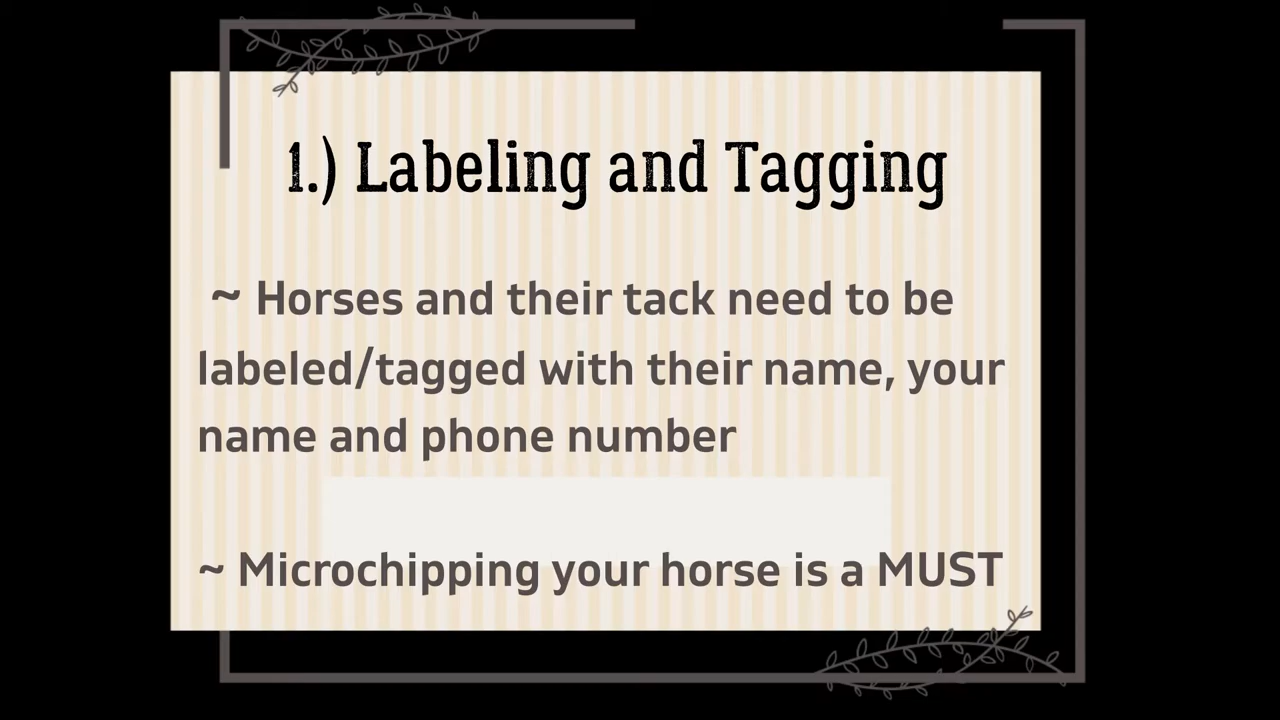 1.) Labeling and Tagging
~ Horses and their tack need to be
labeled/tagged with their name, your
name and phone number
~ Microchipping your horse is a MUST